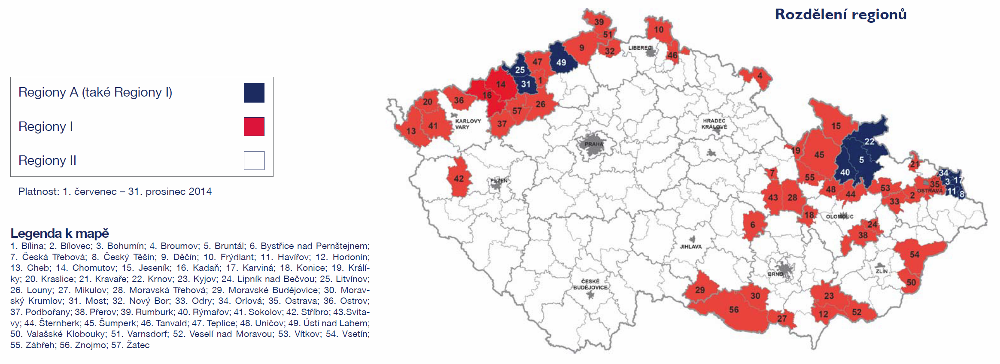 Rozdělení regionů
Regiony A (také Regiony I)
Regiony I
Regiony II
Platnost: 1. červenec – 31. prosinec 2014
Legenda k mapě
1. Bílina; 2. Bílovec; 3. Bohumín; 4. Broumov; 5. Bruntál; 6. Bystřice nad Pernštejnem;
7. Česká Třebová; 8. Český Těšín; 9. Děčín; 10. Frýdlant; 11. Havířov; 12. Hodonín;
13. Cheb; 14. Chomutov; 15. Jeseník; 16. Kadaň; 17. Karviná; 18. Konice; 19. Králí-
ky; 20. Kraslice; 21. Kravaře; 22. Krnov; 23. Kyjov; 24. Lipník nad Bečvou; 25. Litvínov;
26. Louny; 27. Mikulov; 28. Moravská Třebová; 29. Moravské Budějovice; 30. Morav-
ský Krumlov; 31. Most; 32. Nový Bor; 33. Odry; 34. Orlová; 35. Ostrava; 36. Ostrov;
37. Podbořany; 38. Přerov; 39. Rumburk; 40. Rýmařov; 41. Sokolov; 42. Stříbro; 43.Svita-
vy; 44. Šternberk; 45. Šumperk; 46. Tanvald; 47. Teplice; 48. Uničov; 49. Ústí nad Labem;
50. Valašské Klobouky; 51. Varnsdorf; 52. Veselí nad Moravou; 53. Vítkov; 54. Vsetín;
55. Zábřeh; 56. Znojmo; 57. Žatec
39
51
10
9
32
LIBEREC
46
47
49
25
1
31
14
16
4
20
36
26
57
37
KARLOVY
VARY
13
41
HRADEC
KRÁLOVÉ
PRAHA
15
22
19
45
5
40
21
34
17
3
35
OSTRAVA
11
8
42
PLZEŇ
7
55
48
44
53
2
33
43
28
18
OLOMOUC
6
24
38
JIHLAVA
54
BRNO
ZLÍN
50
ČESKÉ
BUDĚJOVICE
29
30
23
56
27
12
52